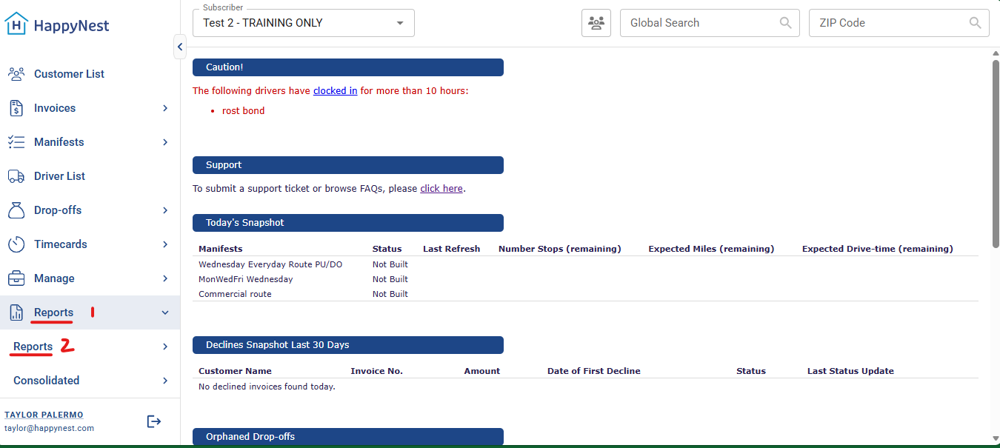 HappyNest
Customer List
Invoices
Manifests
Driver List
Drop-offs
Timecards
Manage
Reports 1
Reports 2
Consolidated
TAYLOR PALERMO
taylor@happynest.com
Subscriber
Test 2 - TRAINING ONLY
Global Search
ZIP Code
Caution!
The following drivers have clocked in for more than 10 hours:
• rost bond
Support
To submit a support ticket or browse FAQs, please click here.
Today's Snapshot
Manifests Status Last Refresh Number Stops (remaining) Expected Miles (remaining) Expected Drive-time (remaining)
Wednesday Everyday Route PU/DO Not Built
MonWedFri Wednesday Not Built
Commercial route Not Built
Declines Snapshot Last 30 Days
Customer Name Invoice No. Amount Date of First Decline Status Last Status Update
No declined invoices found today.
Orphaned Drop-offs